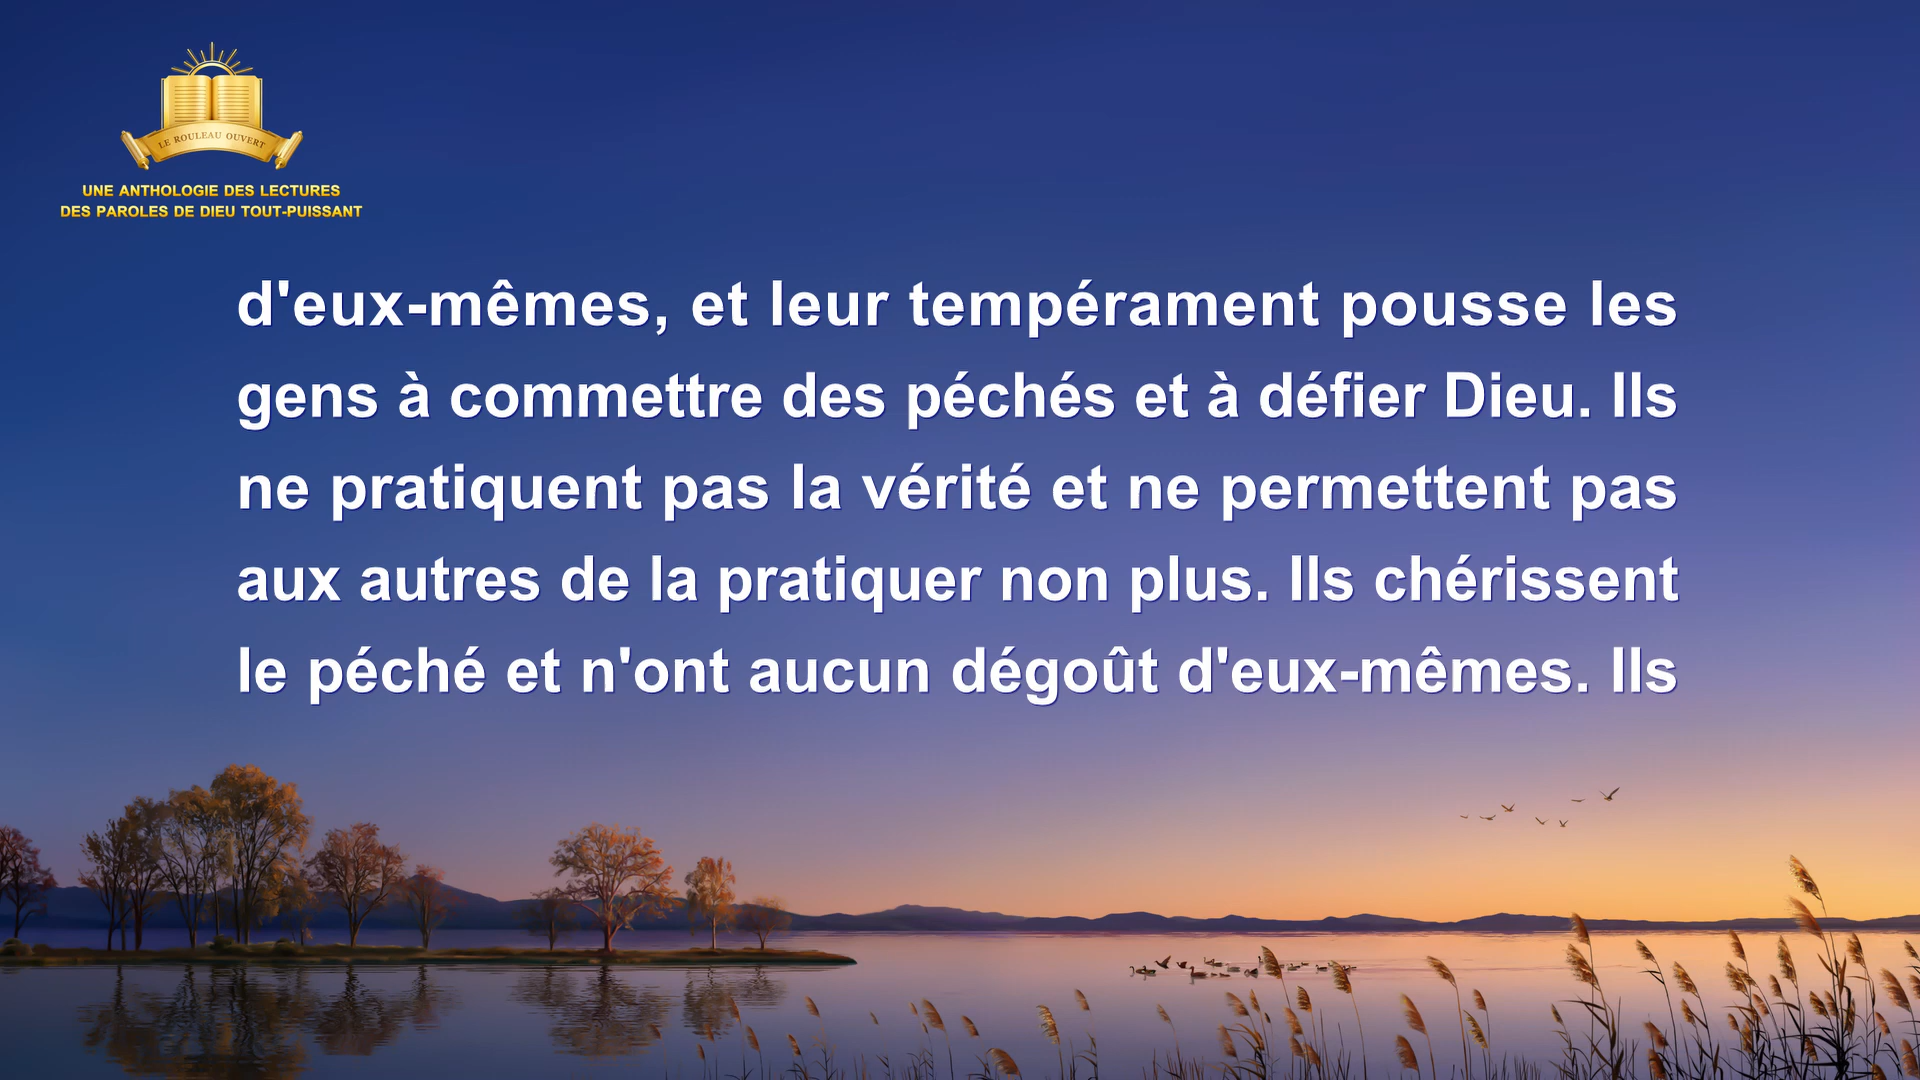 LE ROULEAU OUVERT
UNE ANTHOLOGIE DES LECTURES
DES PAROLES DE DIEU TOUT-PUISSANT
d'eux-mêmes, et leur tempérament pousse les
gens à commettre des péchés et à défier Dieu. Ils
ne pratiquent pas la vérité et ne permettent pas
aux autres de la pratiquer non plus. Ils chérissent
le péché et n'ont aucun dégoût d'eux-mêmes. Ils